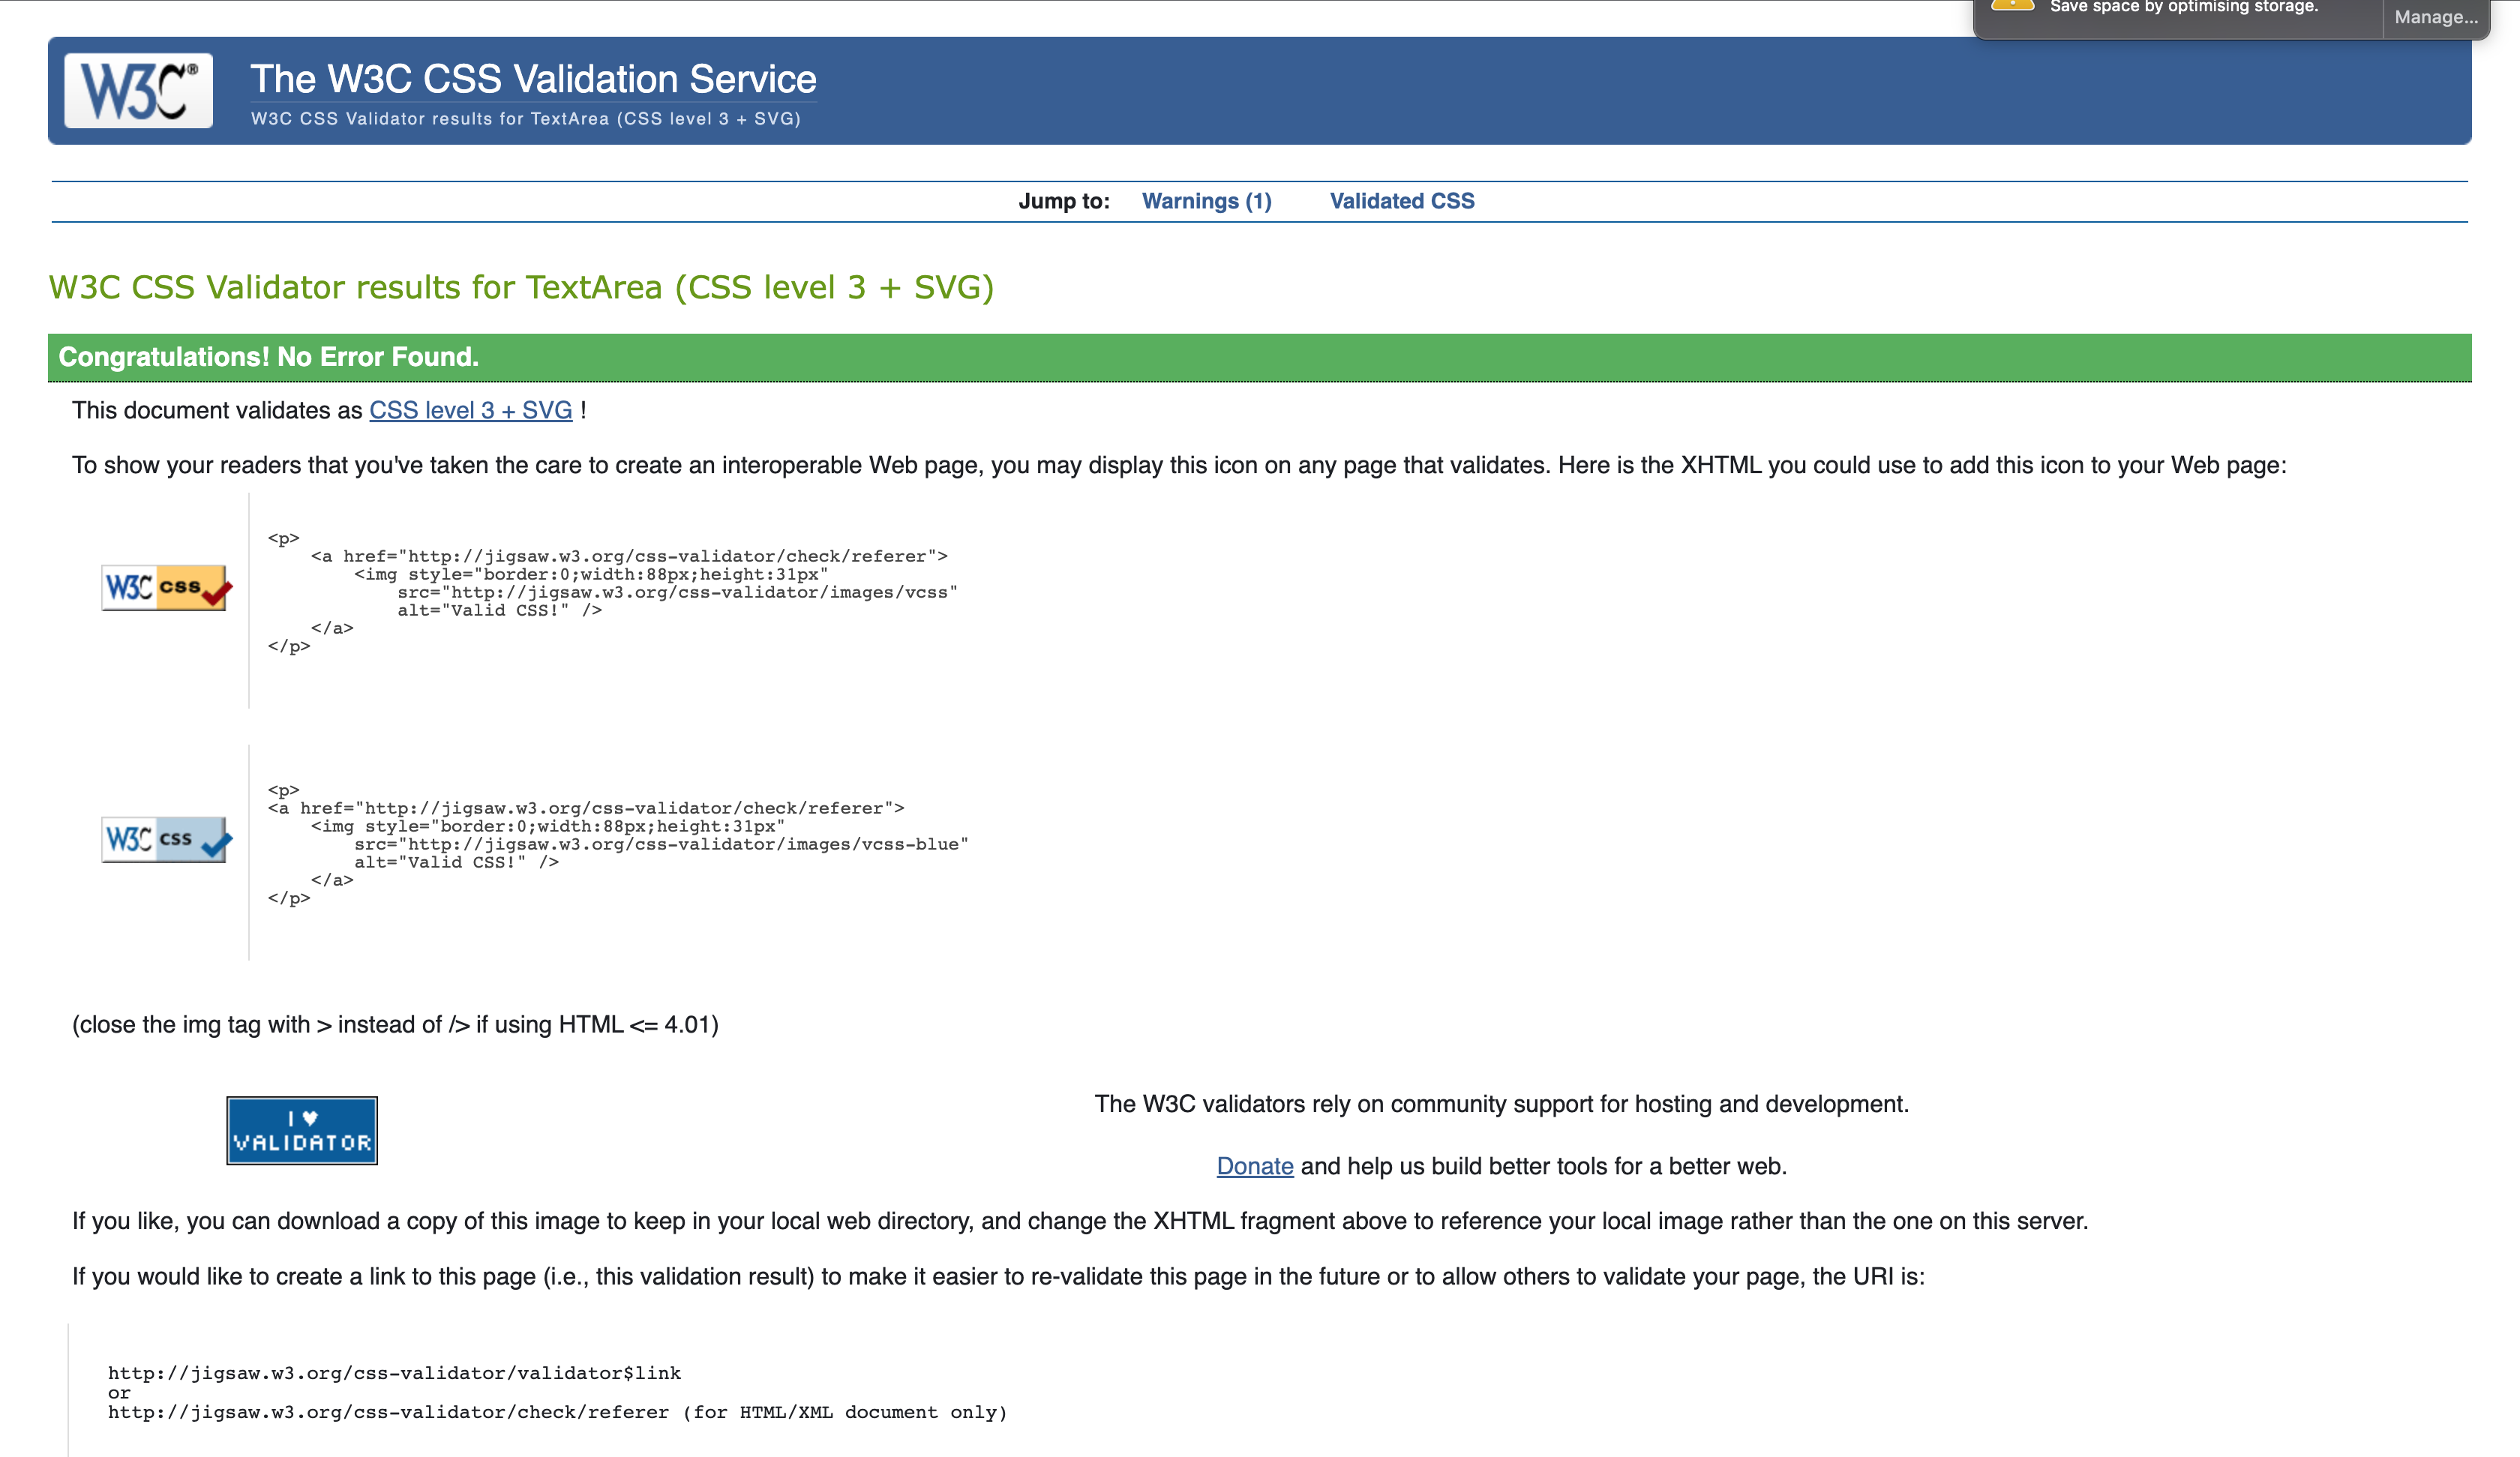 Save space by optimising storage.
Manage...
W3C®
The W3C CSS Validation Service
W3C CSS Validator results for TextArea (CSS level 3 + SVG)
Jump to: Warnings (1) Validated CSS
W3C CSS Validator results for TextArea (CSS level 3 + SVG)
Congratulations! No Error Found.
This document validates as CSS level 3 + SVG !
To show your readers that you've taken the care to create an interoperable Web page, you may display this icon on any page that validates. Here is the XHTML you could use to add this icon to your Web page:
W3C css
<p>
<a href="http://jigsaw.w3.org/css-validator/check/referer">
<img style="border:0;width:88px;height:31px"
src="http://jigsaw.w3.org/css-validator/images/vcss"
alt="Valid CSS!" />
</a>
</p>
W3C css
<p>
<a href="http://jigsaw.w3.org/css-validator/check/referer">
<img style="border:0;width:88px;height:31px"
src="http://jigsaw.w3.org/css-validator/images/vcss-blue"
alt="Valid CSS!" />
</a>
</p>
(close the img tag with > instead of /> if using HTML <= 4.01)
I ♥
VALIDATOR
The W3C validators rely on community support for hosting and development.
Donate and help us build better tools for a better web.
If you like, you can download a copy of this image to keep in your local web directory, and change the XHTML fragment above to reference your local image rather than the one on this server.
If you would like to create a link to this page (i.e., this validation result) to make it easier to re-validate this page in the future or to allow others to validate your page, the URI is:
http://jigsaw.w3.org/css-validator/validator$link
or
http://jigsaw.w3.org/css-validator/check/referer (for HTML/XML document only)